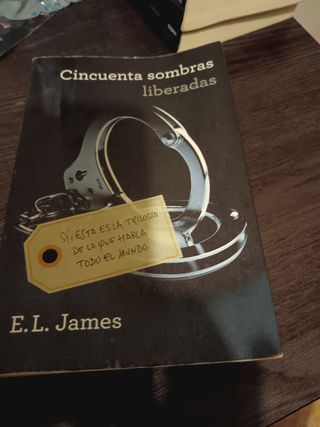 Cincuenta sombras
liberadas
SÍ, ESTA ES LA TRILOGÍA
DE LA QUE HABLA
TODO EL MUNDO.
E.L. James